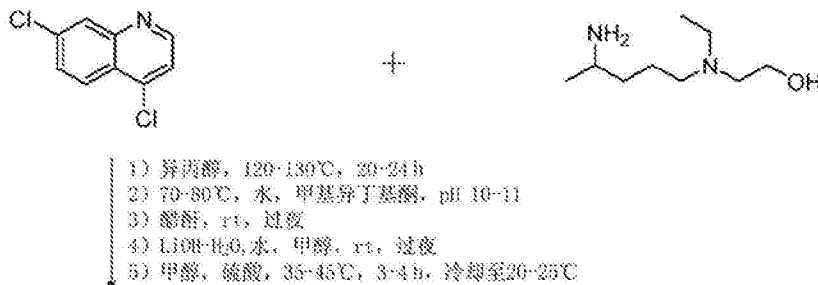 Cl
N
Cl
+
NH₂
N
OH
1) 异丙醇，120-130℃，20-24 h
2) 70-80℃，水，甲基异丁基酮，pH 10-11
3) 醋酐，rt，过夜
4) LiOH-H₂O,水，甲醇，rt，过夜
5) 甲醇，硫酸，35-45℃，3-4 h，冷却至20-25℃